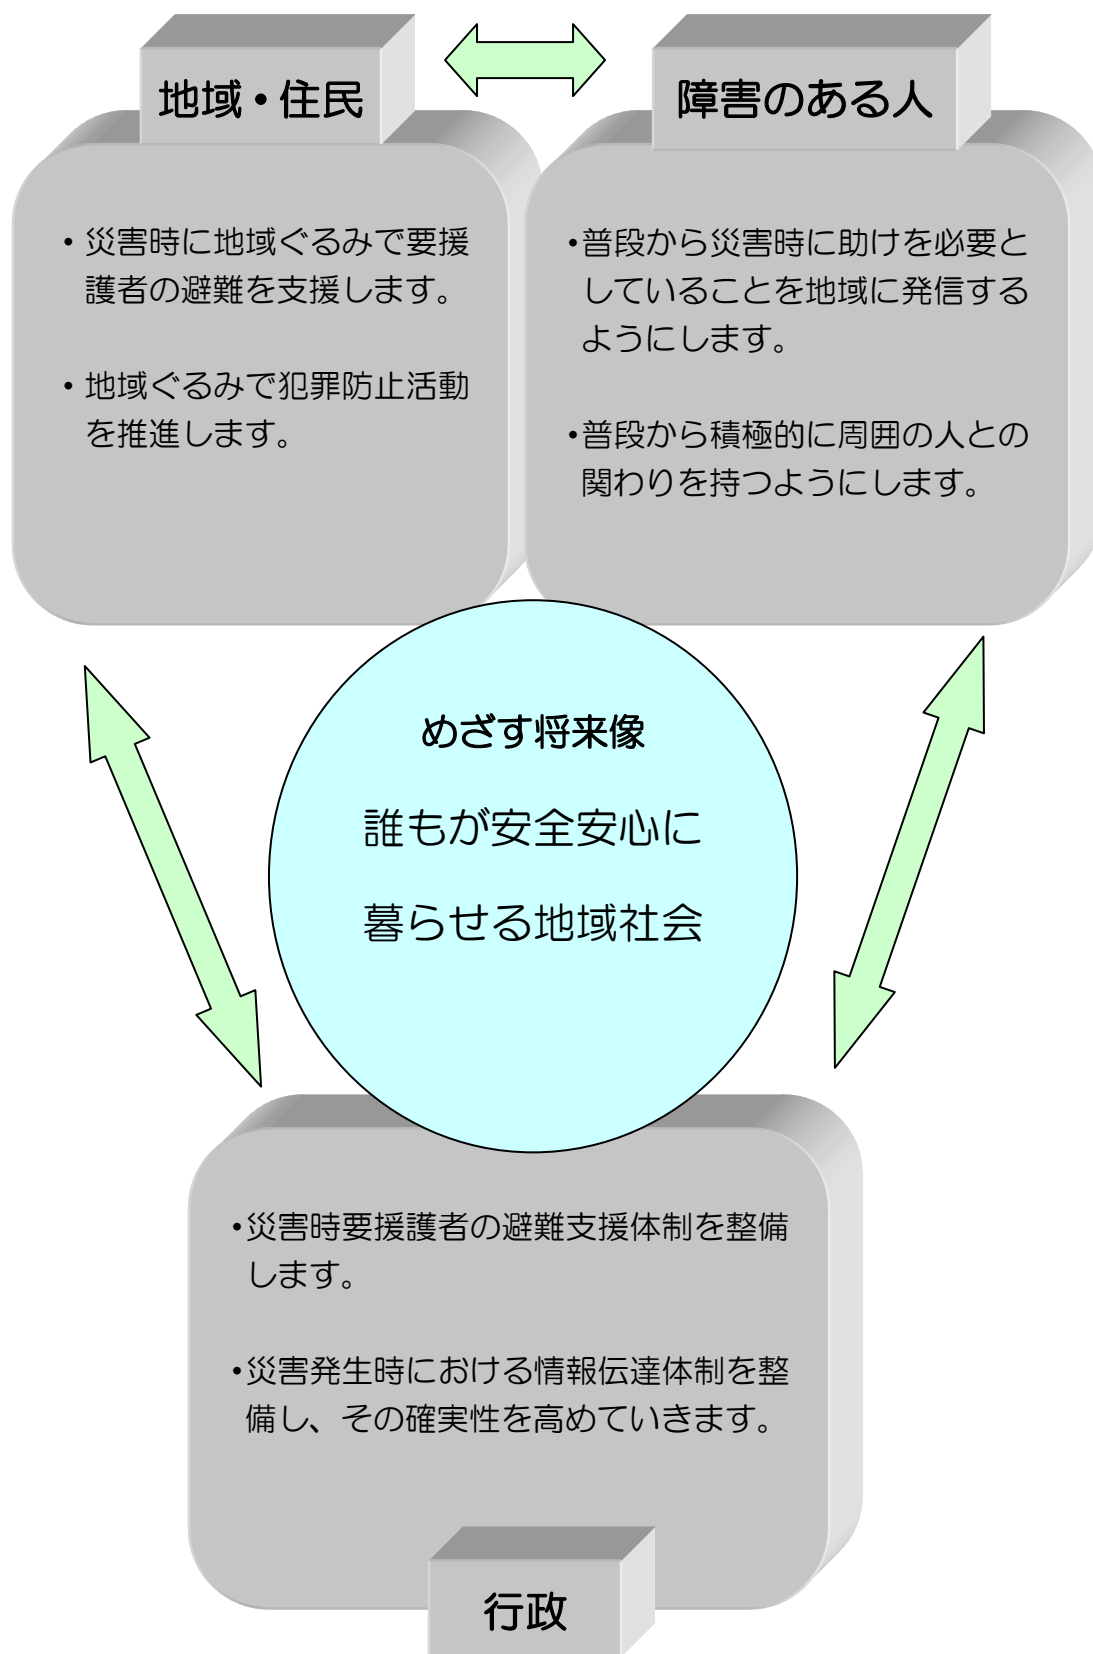 地域・住民
・災害時に地域ぐるみで要援
護者の避難を支援します。
・地域ぐるみで犯罪防止活動
を推進します。
障害のある人
・普段から災害時に助けを必要と
していることを地域に発信する
ようにします。
・普段から積極的に周囲の人との
関わりを持つようにします。
めざす将来像
誰もが安全安心に
暮らせる地域社会
・災害時要援護者の避難支援体制を整備
します。
・災害発生時における情報伝達体制を整
備し、その確実性を高めていきます。
行政